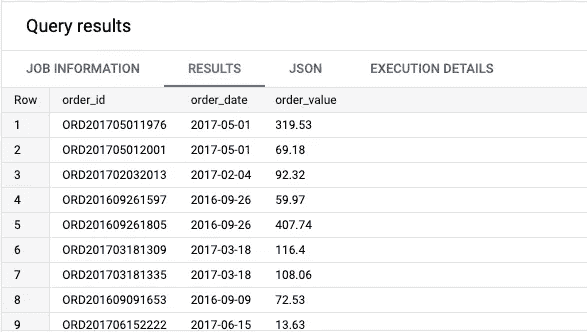 Query results
JOB INFORMATION RESULTS JSON EXECUTION DETAILS
Row order_id order_date order_value
1 ORD201705011976 2017-05-01 319.53
2 ORD201705012001 2017-05-01 69.18
3 ORD201702032013 2017-02-04 92.32
4 ORD201609261597 2016-09-26 59.97
5 ORD201609261805 2016-09-26 407.74
6 ORD201703181309 2017-03-18 116.4
7 ORD201703181335 2017-03-18 108.06
8 ORD201609091653 2016-09-09 72.53
9 ORD201706152222 2017-06-15 13.63